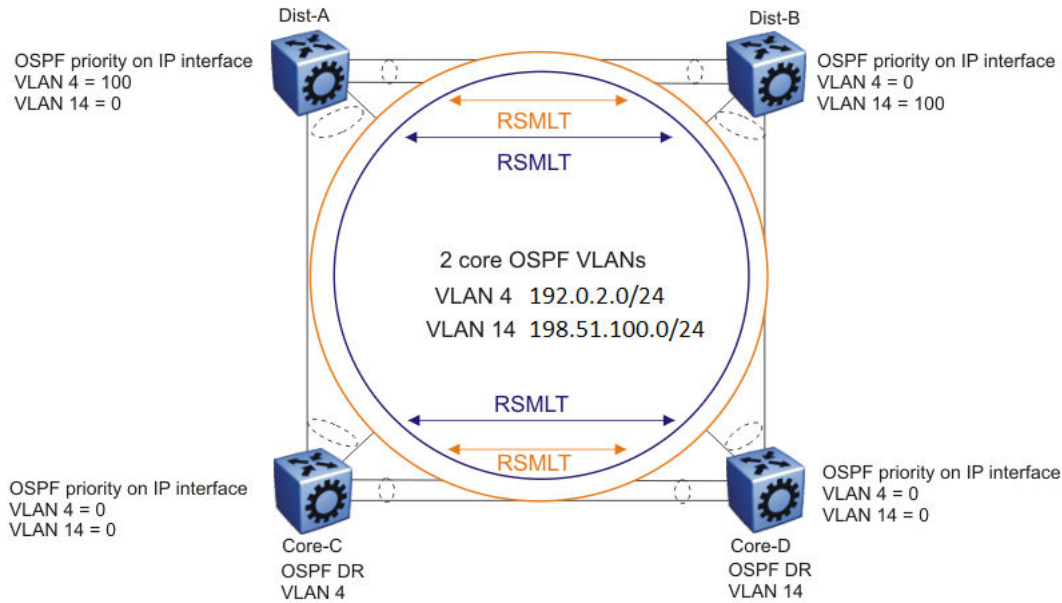 Dist-A
Dist-B
OSPF priority on IP interface
VLAN 4 = 100
VLAN 14 = 0
OSPF priority on IP interface
VLAN 4 = 0
VLAN 14 = 100
RSMLT
RSMLT
2 core OSPF VLANs
VLAN 4 192.0.2.0/24
VLAN 14 198.51.100.0/24
RSMLT
RSMLT
OSPF priority on IP interface
VLAN 4 = 0
VLAN 14 = 0
OSPF priority on IP interface
VLAN 4 = 0
VLAN 14 = 0
Core-C
OSPF DR
VLAN 4
Core-D
OSPF DR
VLAN 14